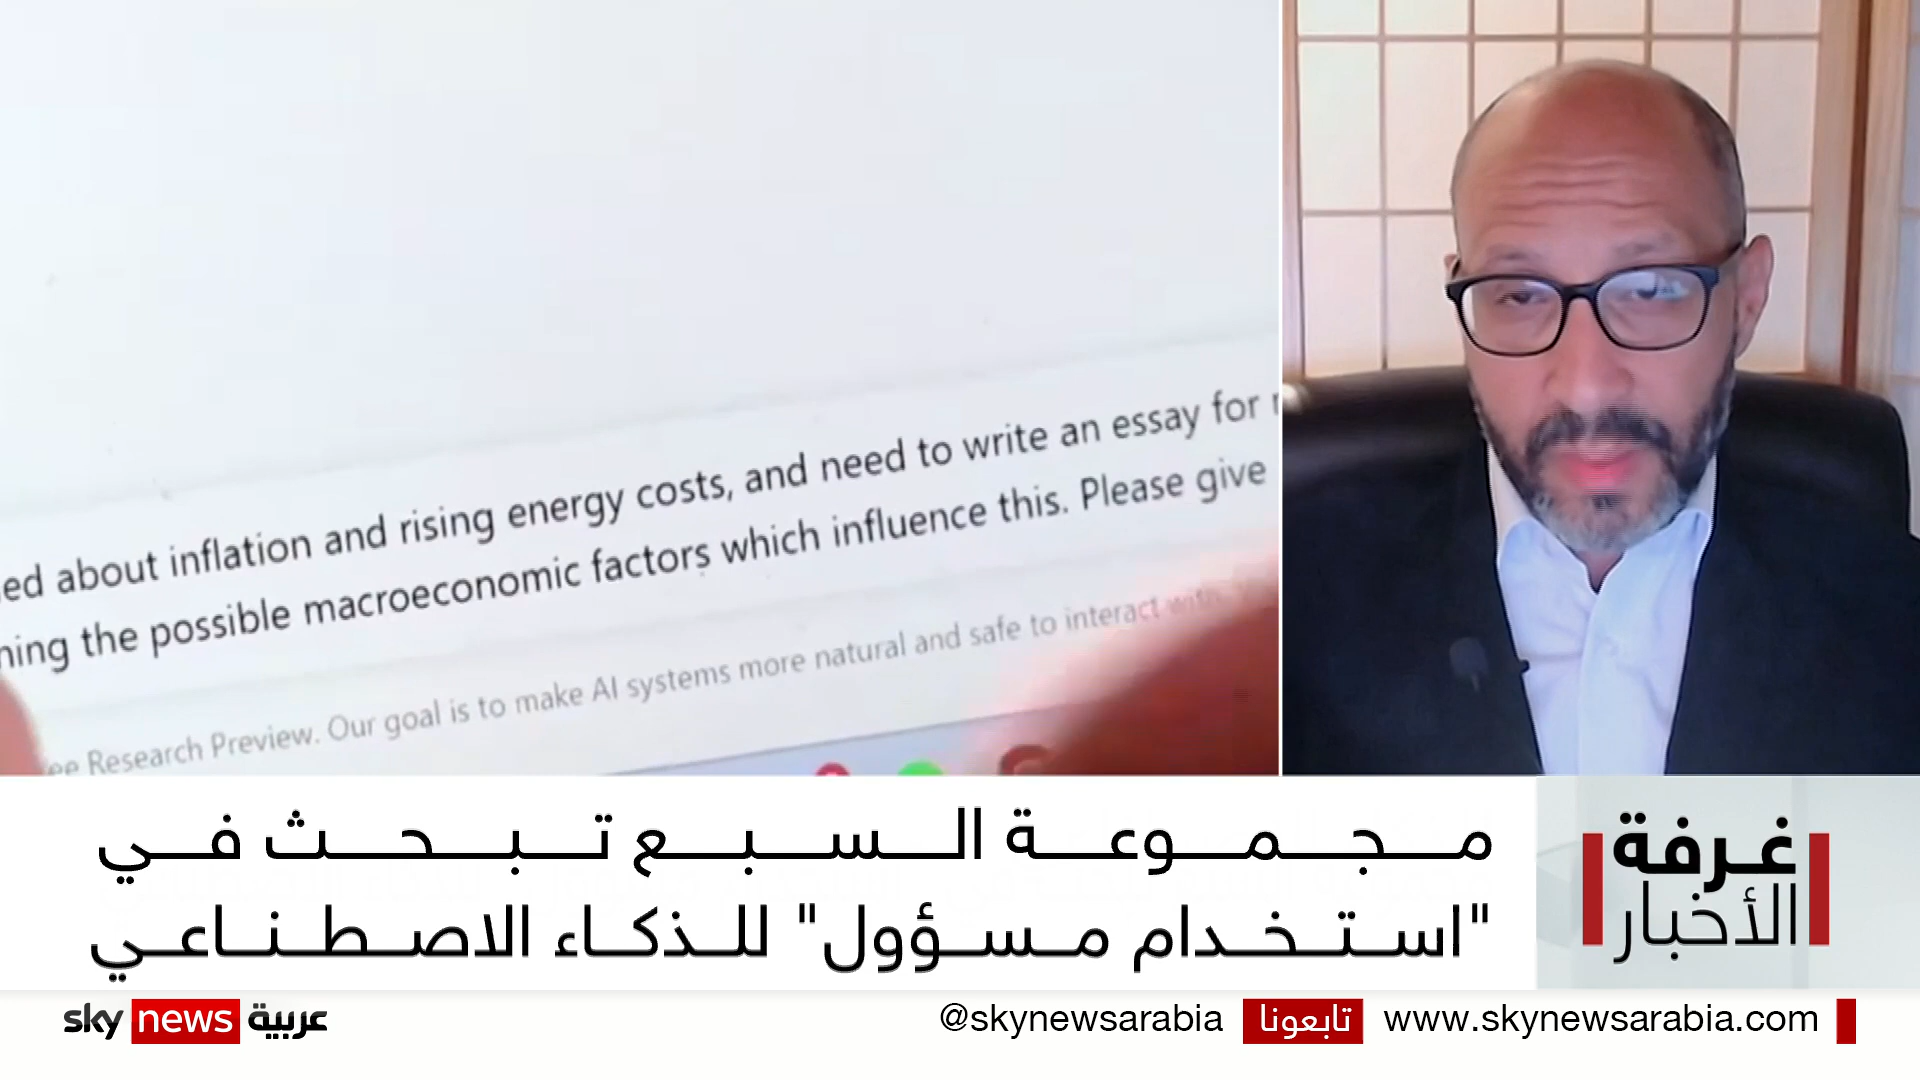 ed about inflation and rising energy costs, and need to write an essay for
ning the possible macroeconomic factors which influence this. Please give
ee Research Preview. Our goal is to make AI systems more natural and safe to interact with.
مجموعة السبع تبحث في
"استخدام مسؤول" للذكاء الاصطناعي
غرفة
الأخبار
sky news عربية
@skynewsarabia تابعونا www.skynewsarabia.com